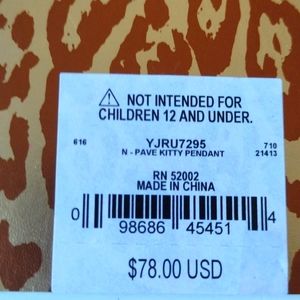 ⚠ NOT INTENDED FOR
CHILDREN 12 AND UNDER.
616 YJRU7295 710
N - PAVE KITTY PENDANT 21413
RN 52002
MADE IN CHINA
0 98686 45451 4
$78.00 USD